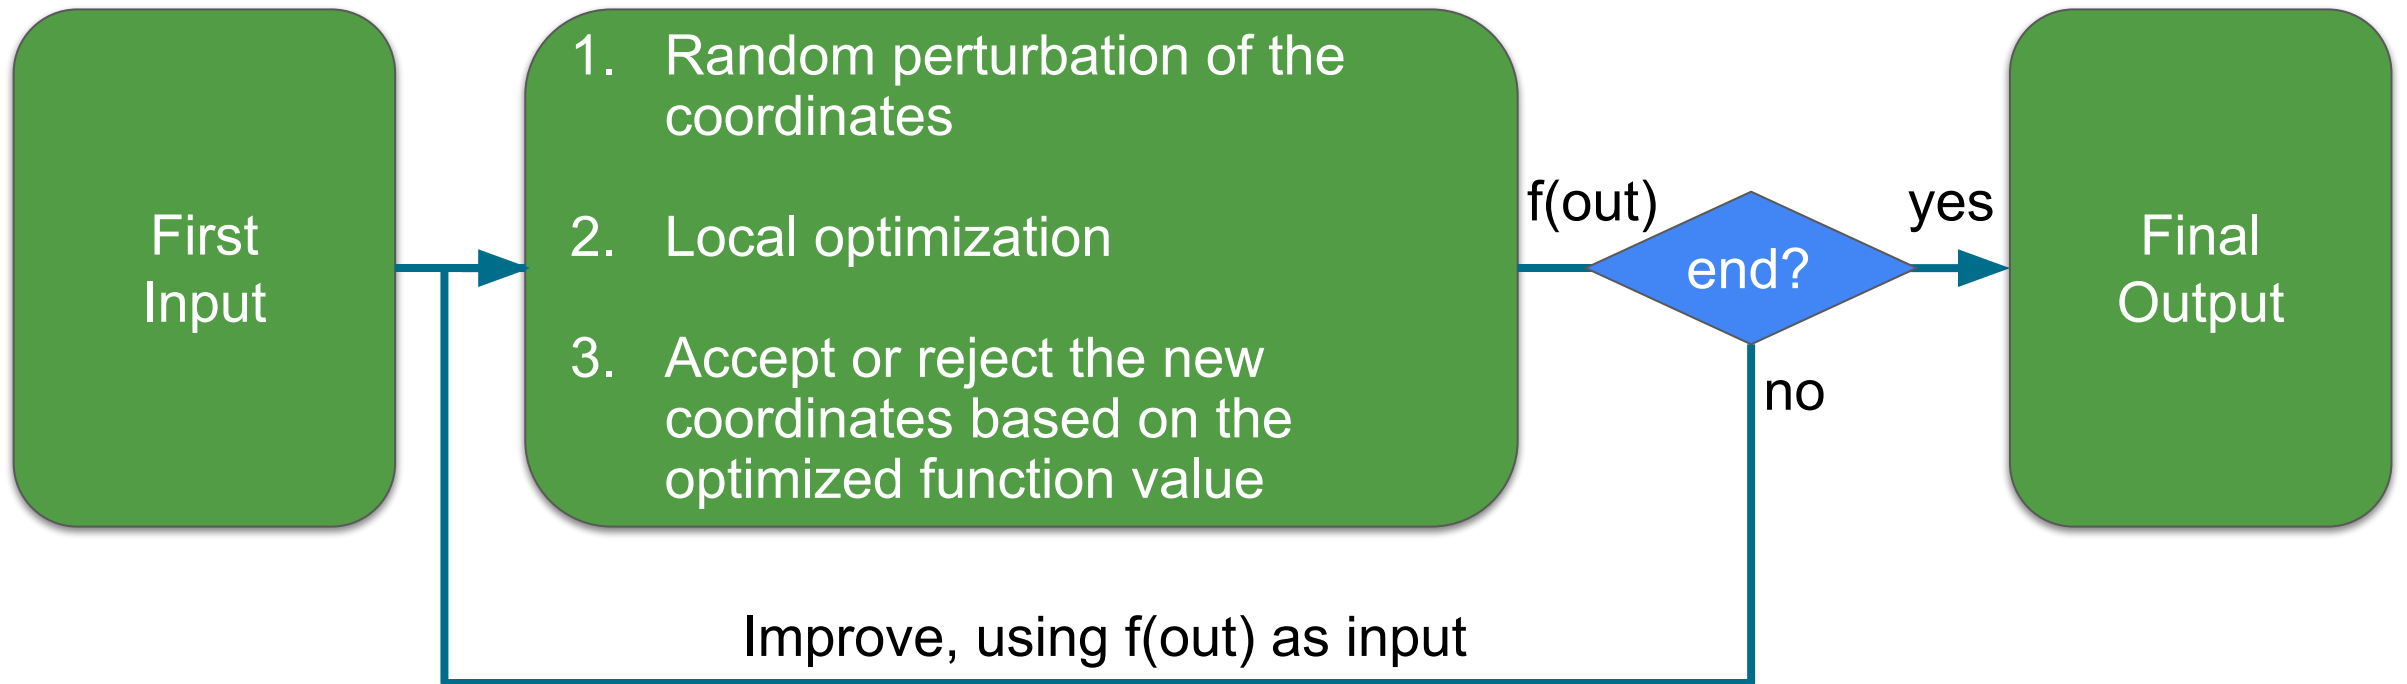 First
Input
1. Random perturbation of the
coordinates
2. Local optimization
3. Accept or reject the new
coordinates based on the
optimized function value
f(out)
end?
yes
no
Final
Output
Improve, using f(out) as input